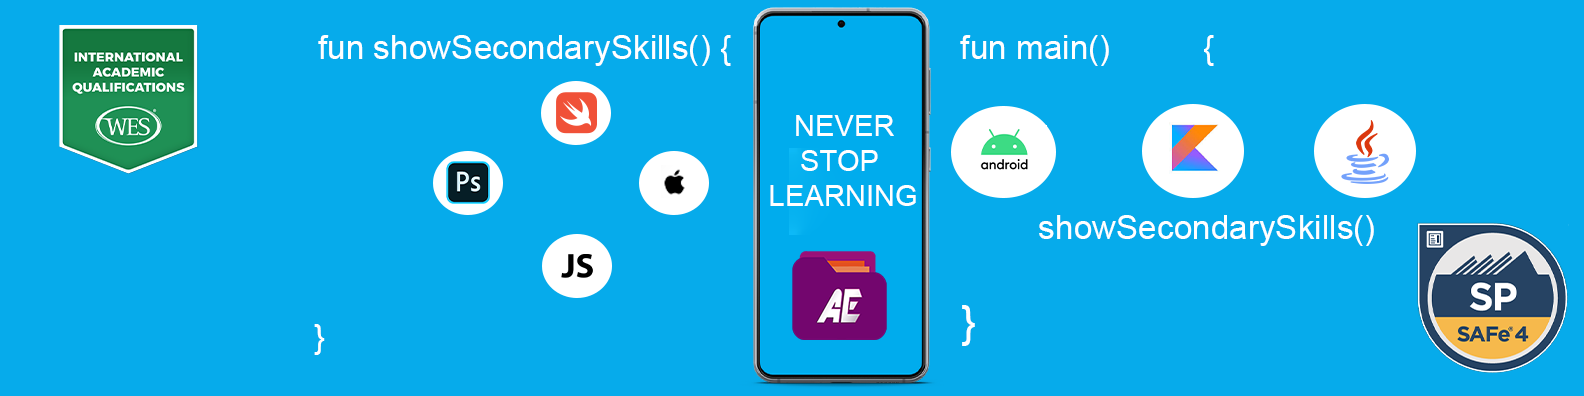 INTERNATIONAL
ACADEMIC
QUALIFICATIONS
WES
fun showSecondarySkills() {
Ps
JS
}
NEVER
STOP
LEARNING
AE
fun main() {
android
showSecondarySkills()
}
SP
SAFe® 4